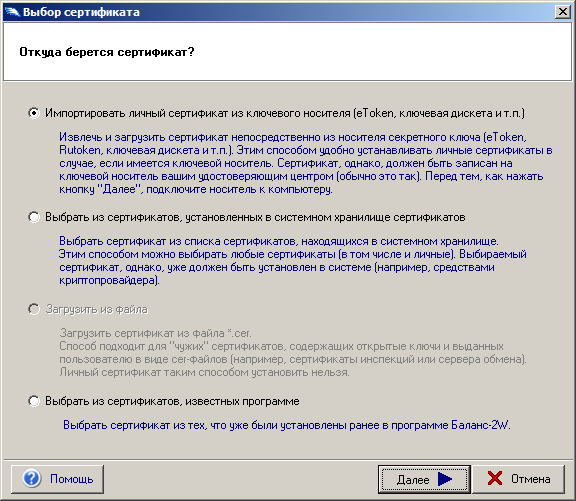 Выбор сертификата
Откуда берется сертификат?
Импортировать личный сертификат из ключевого носителя (eToken, ключевая дискета и т.п.)
Извлечь и загрузить сертификат непосредственно из носителя секретного ключа (eToken,
Rutoken, ключевая дискета и т.п.). Этим способом удобно устанавливать личные сертификаты в
случае, если имеется ключевой носитель. Сертификат, однако, должен быть записан на
ключевой носитель вашим удостоверяющим центром (обычно это так). Перед тем, как нажать
кнопку "Далее", подключите носитель к компьютеру.
Выбрать из сертификатов, установленных в системном хранилище сертификатов
Выбрать сертификат из списка сертификатов, находящихся в системном хранилище.
Этим способом можно выбирать любые сертификаты (в том числе и личные). Выбираемый
сертификат, однако, уже должен быть установлен в системе (например, средствами
криптопровайдера).
Загрузить из файла
Загрузить сертификат из файла *.cer.
Способ подходит для "чужих" сертификатов, содержащих открытые ключи и выданных
пользователю в виде cer-файлов (например, сертификаты инспекций или сервера обмена).
Личный сертификат таким способом установить нельзя.
Выбрать из сертификатов, известных программе
Выбрать сертификат из тех, что уже были установлены ранее в программе Баланс-2W.
? Помощь
Далее
Отмена